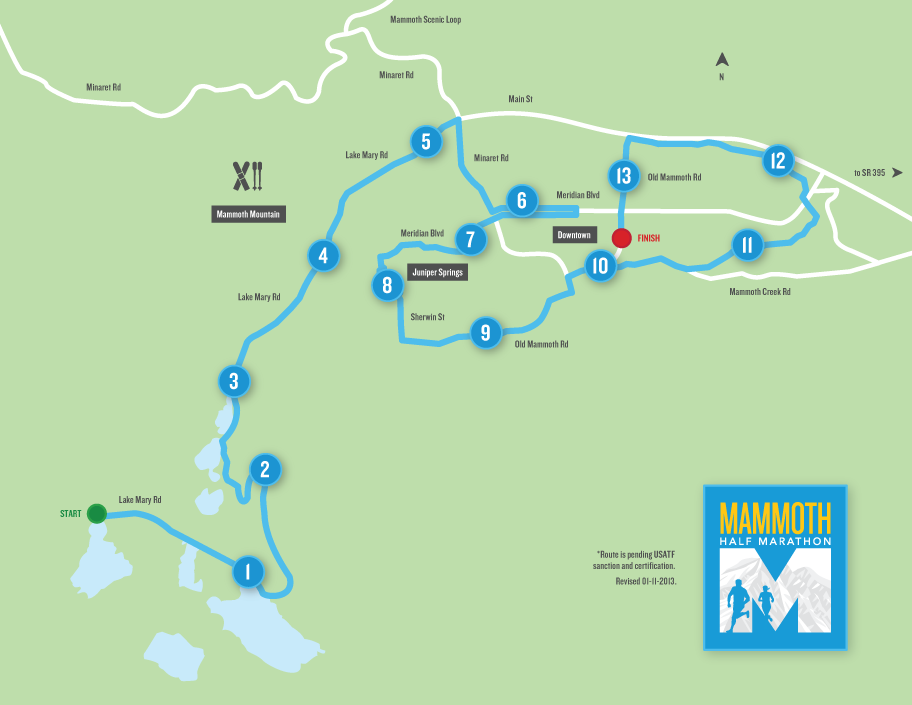 Mammoth Scenic Loop
Minaret Rd
Minaret Rd
N
Main St
5
Lake Mary Rd
Minaret Rd
12
to SR 395
13
Old Mammoth Rd
Mammoth Mountain
6
Meridian Blvd
Meridian Blvd
7
Downtown
FINISH
11
4
Juniper Springs
10
8
Mammoth Creek Rd
Lake Mary Rd
Sherwin St
9
Old Mammoth Rd
3
2
START
Lake Mary Rd
1
*Route is pending USATF
sanction and certification.
Revised 01-11-2013.
MAMMOTH
HALF MARATHON